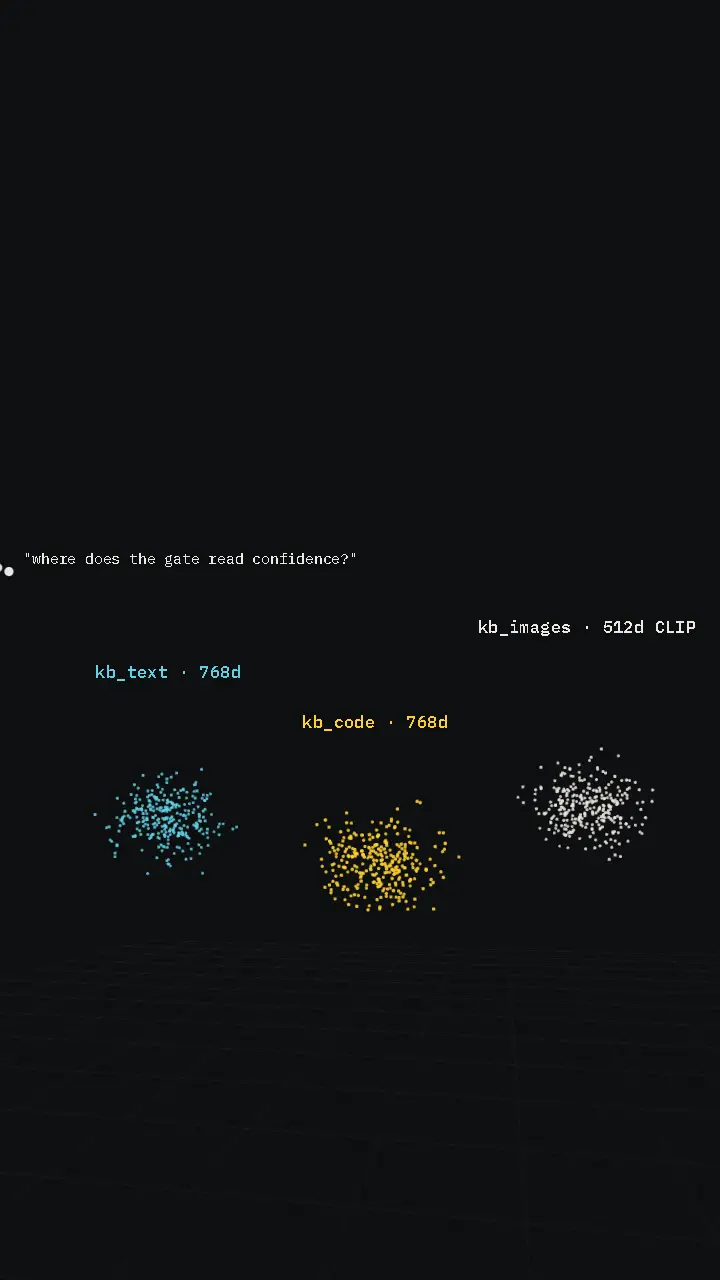 "where does the gate read confidence?"
kb_images · 512d CLIP
kb_text · 768d
kb_code · 768d